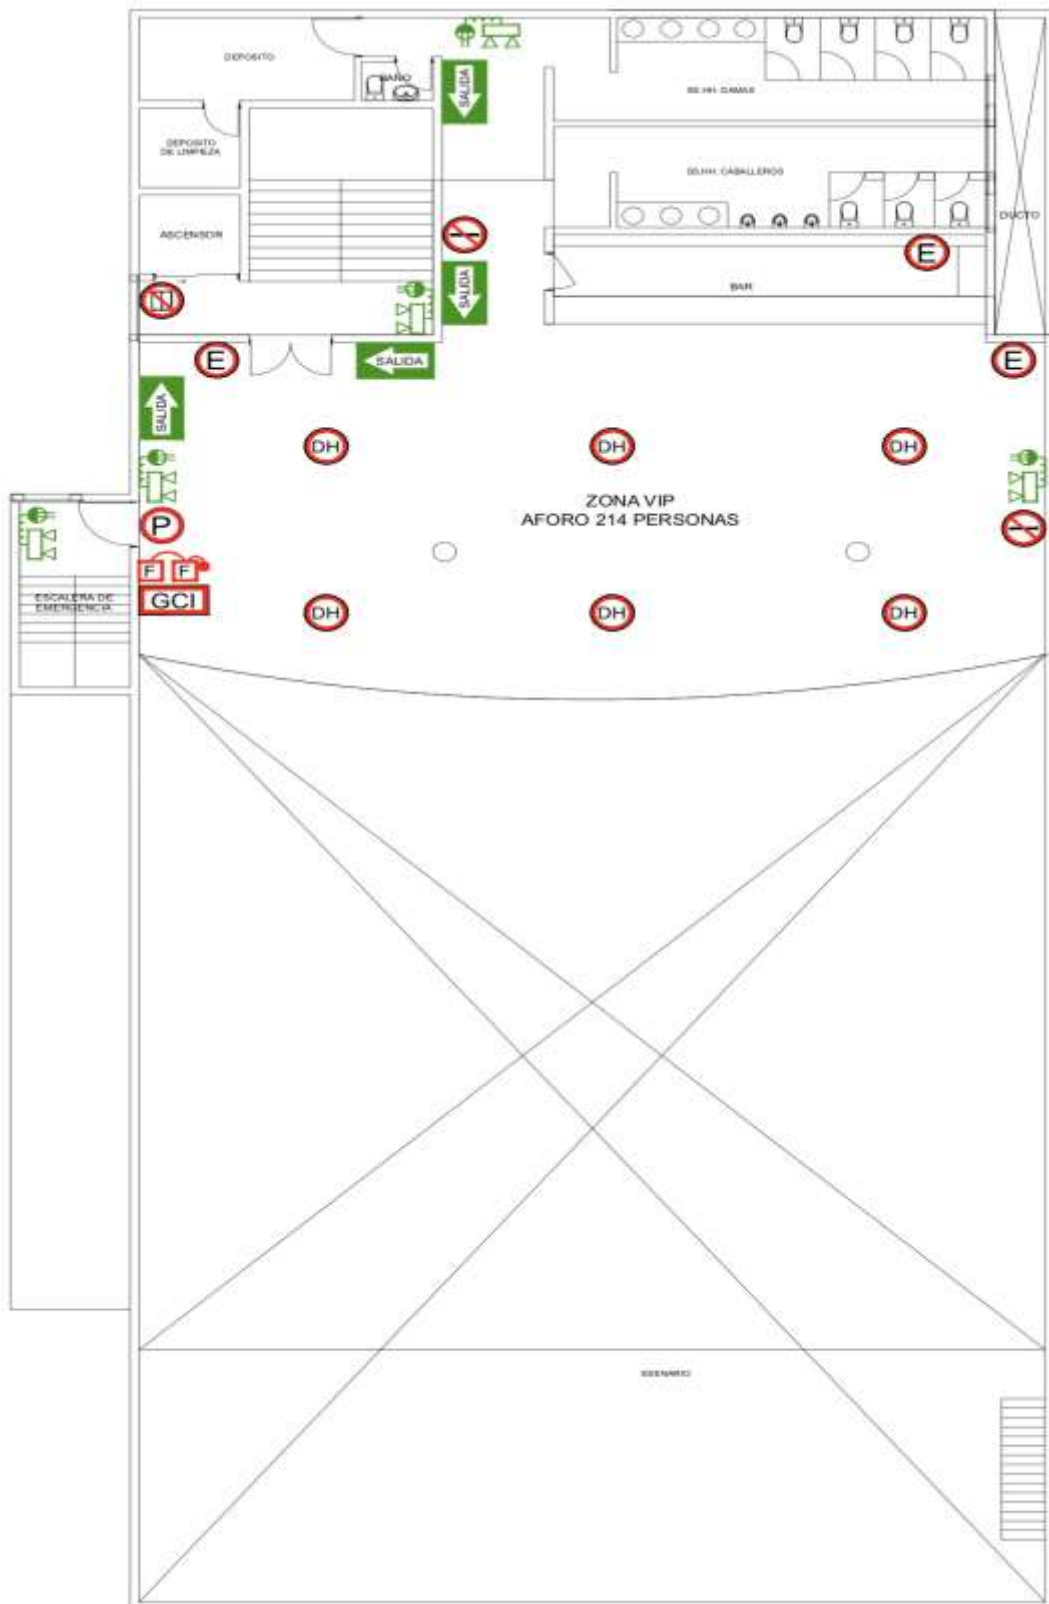 DEPOSITO
BAÑO
SALIDA
SS.HH. DAMAS
DEPOSITO
DE LIMPIEZA
SS.HH. CABALLEROS
DUCTO
ASCENSOR
E
SALIDA
BAR
E
SALIDA
E
SALIDA
DH
DH
DH
ZONA VIP
AFORO 214 PERSONAS
P
F F
GCI
ESCALERA DE
EMERGENCIA
DH
DH
DH
ESENARIO